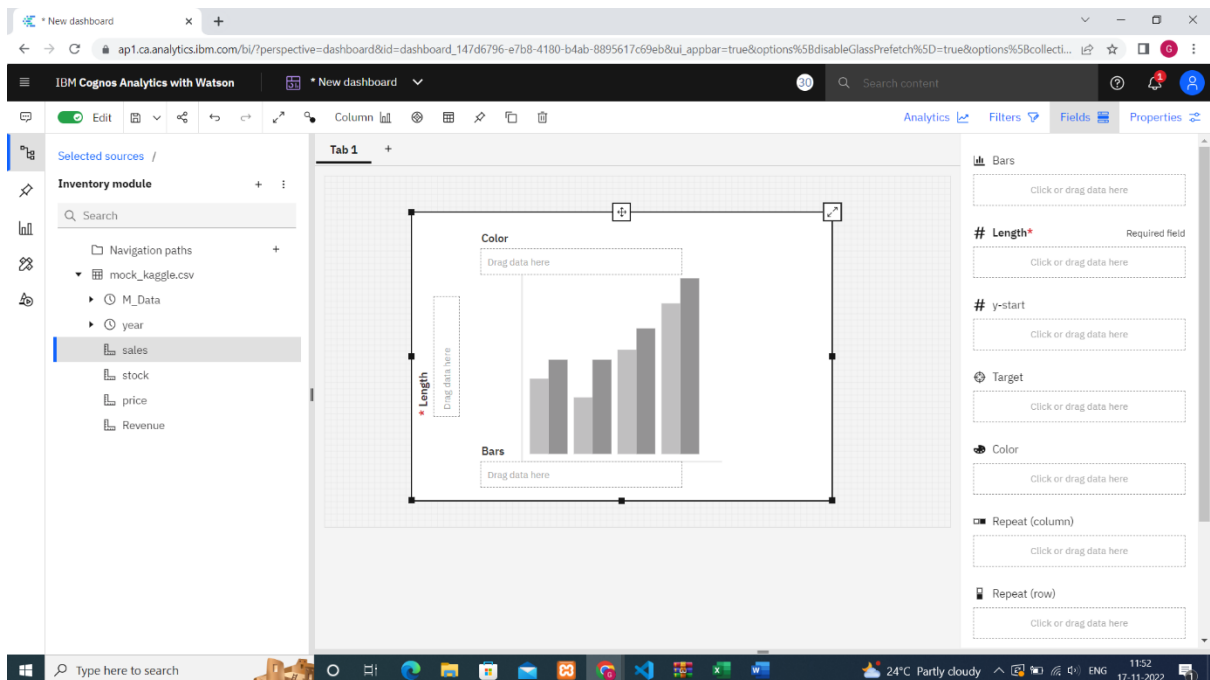 * New dashboard
ap1.ca.analytics.ibm.com/bi/?perspective=dashboard&id=dashboard_147d6796-e7b8-4180-b4ab-8895617c69eb&ui_appbar=true&options%5BdisableGlassPrefetch%5D=true&options%5Bcollecti...
G
IBM Cognos Analytics with Watson
* New dashboard
30
Search content
1
Edit
Column
Analytics
Filters
Fields
Properties
Selected sources /
Inventory module
Search
Navigation paths
mock_kaggle.csv
M_Data
year
sales
stock
price
Revenue
Tab 1
Color
Drag data here
* Length
Drag data here
Bars
Drag data here
Bars
Click or drag data here
Length*
Required field
Click or drag data here
y-start
Click or drag data here
Target
Click or drag data here
Color
Click or drag data here
Repeat (column)
Click or drag data here
Repeat (row)
Click or drag data here
Type here to search
24°C Partly cloudy
ENG
11:52
17-11-2022
1